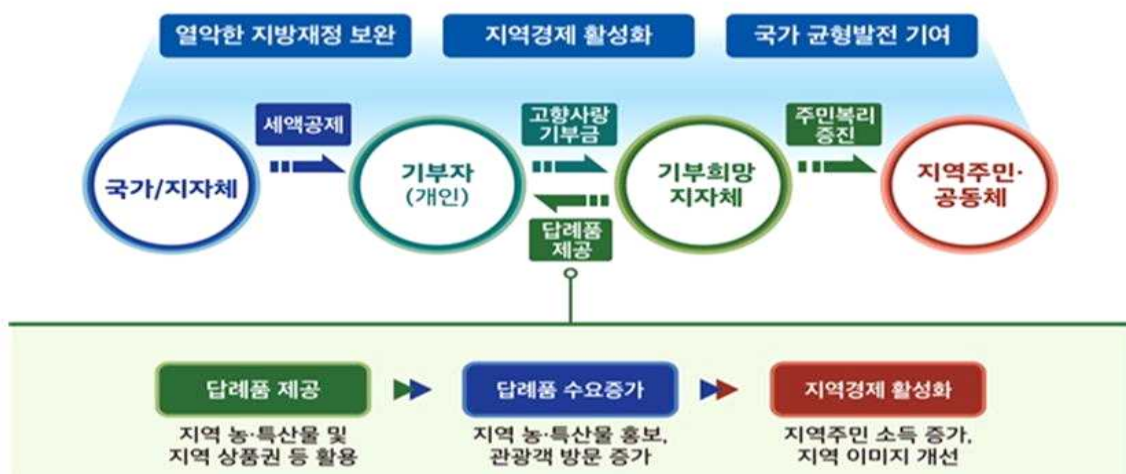 열악한 지방재정 보완
지역경제 활성화
국가 균형발전 기여
국가/지자체
세액공제
기부자
(개인)
고향사랑
기부금
답례품
제공
기부희망
지자체
주민복리
증진
지역주민·
공동체
답례품 제공
지역 농·특산물 및
지역 상품권 등 활용
답례품 수요증가
지역 농·특산물 홍보,
관광객 방문 증가
지역경제 활성화
지역주민 소득 증가,
지역 이미지 개선